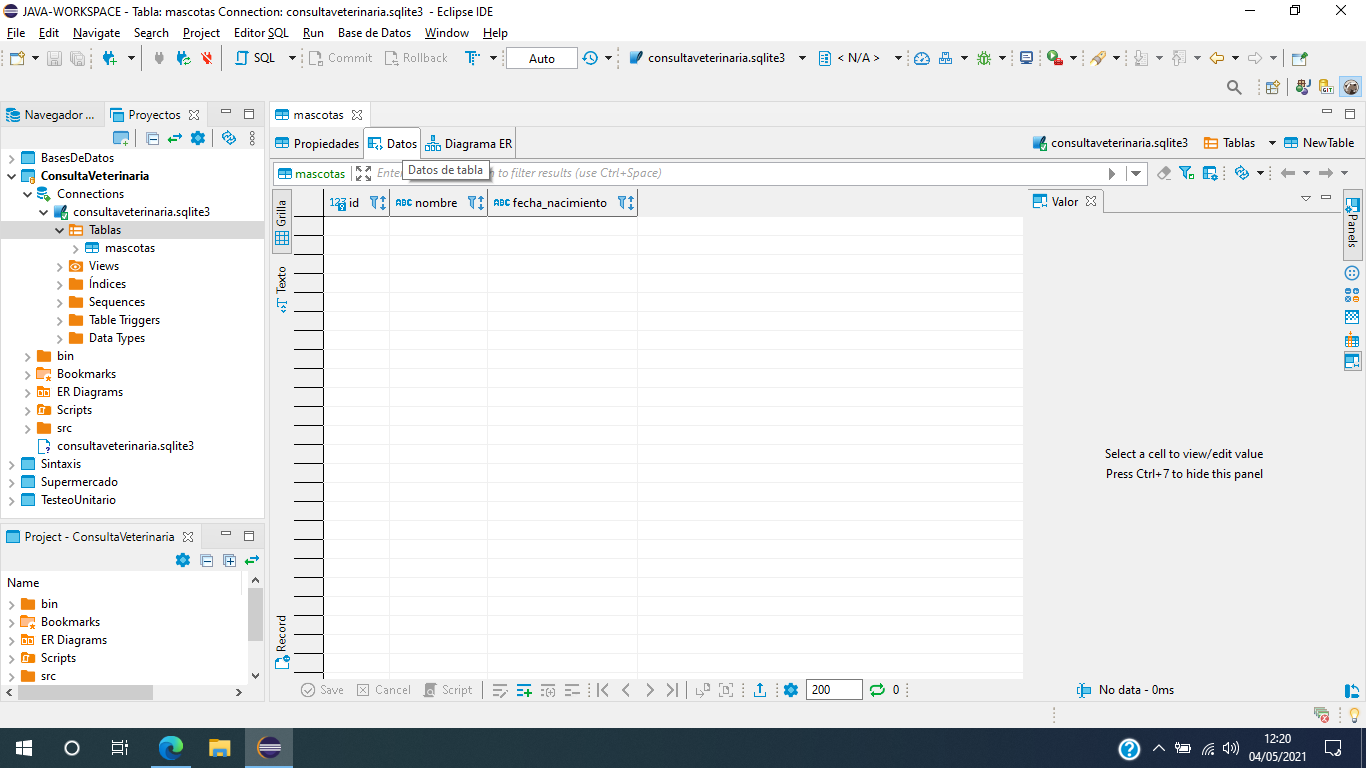 JAVA-WORKSPACE - Tabla: mascotas Connection: consultaveterinaria.sqlite3 - Eclipse IDE
File Edit Navigate Search Project Editor SQL Run Base de Datos Window Help
SQL Commit Rollback Auto consultaveterinaria.sqlite3 < N/A >
Navegador ... Proyectos
mascotas
Propiedades Datos Diagrama ER
consultaveterinaria.sqlite3 Tablas NewTable
Datos de tabla
mascotas to filter results (use Ctrl+Space)
BasesDeDatos
ConsultaVeterinaria
Connections
consultaveterinaria.sqlite3
Tablas
mascotas
Views
Índices
Sequences
Table Triggers
Data Types
bin
Bookmarks
ER Diagrams
Scripts
src
consultaveterinaria.sqlite3
Sintaxis
Supermercado
TesteoUnitario
Grilla
Texto
Record
123 id ABC nombre ABC fecha_nacimiento
Valor
Panels
Select a cell to view/edit value
Press Ctrl+7 to hide this panel
Project - ConsultaVeterinaria
Name
bin
Bookmarks
ER Diagrams
Scripts
src
Save Cancel Script 200 0
No data - 0ms
12:20
04/05/2021